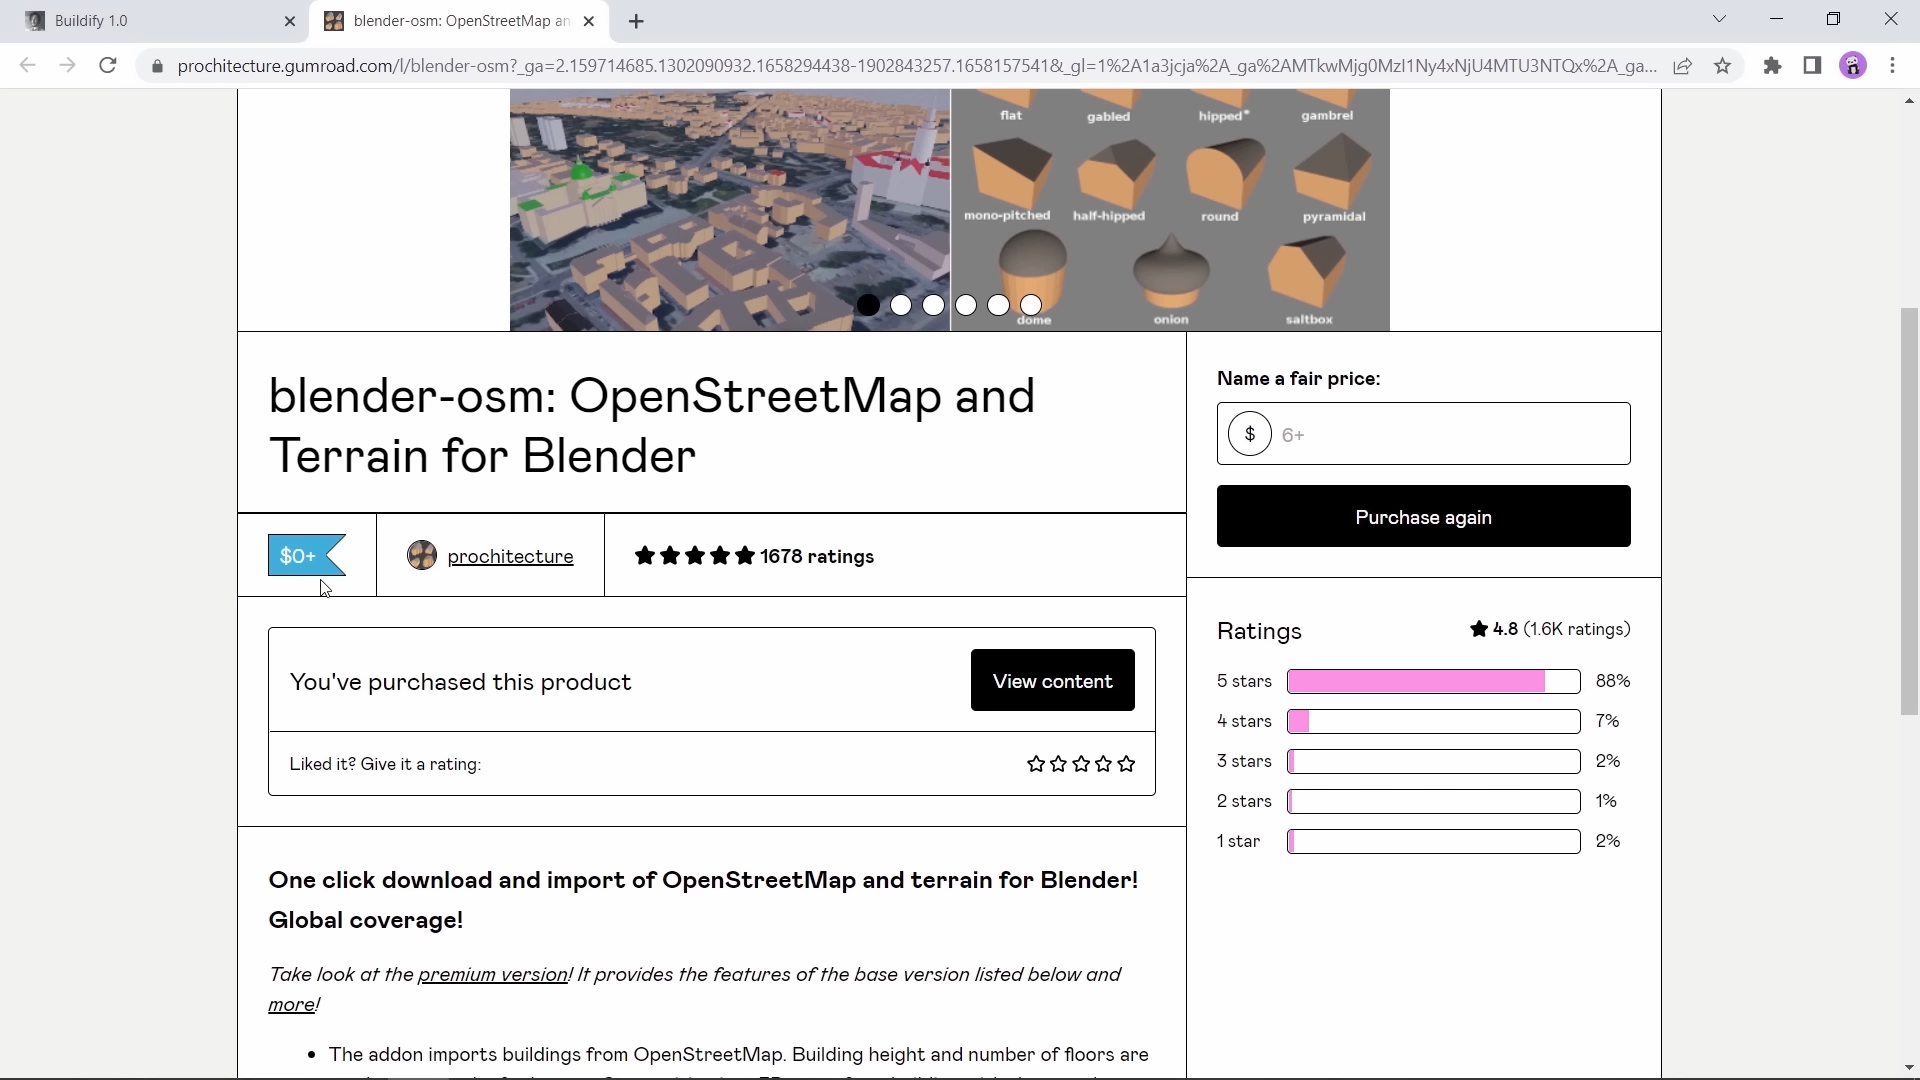 Buildify 1.0
blender-osm: OpenStreetMap an
prochitecture.gumroad.com/l/blender-osm?_ga=2.159714685.1302090932.1658294438-1902843257.1658157541&_gl=1%2A1a3jcja%2A_ga%2AMTkwMjg0MzI1Ny4xNjU4MTU3NTQx%2A_ga...
flat gabled hipped* gambrel
mono-pitched half-hipped round pyramidal
dome onion saltbox
blender-osm: OpenStreetMap and
Terrain for Blender
$0+
prochitecture
1678 ratings
You've purchased this product
View content
Liked it? Give it a rating:
One click download and import of OpenStreetMap and terrain for Blender!
Global coverage!
Take look at the premium version! It provides the features of the base version listed below and
more!
• The addon imports buildings from OpenStreetMap. Building height and number of floors are
Name a fair price:
$ 6+
Purchase again
Ratings
4.8 (1.6K ratings)
5 stars 88%
4 stars 7%
3 stars 2%
2 stars 1%
1 star 2%